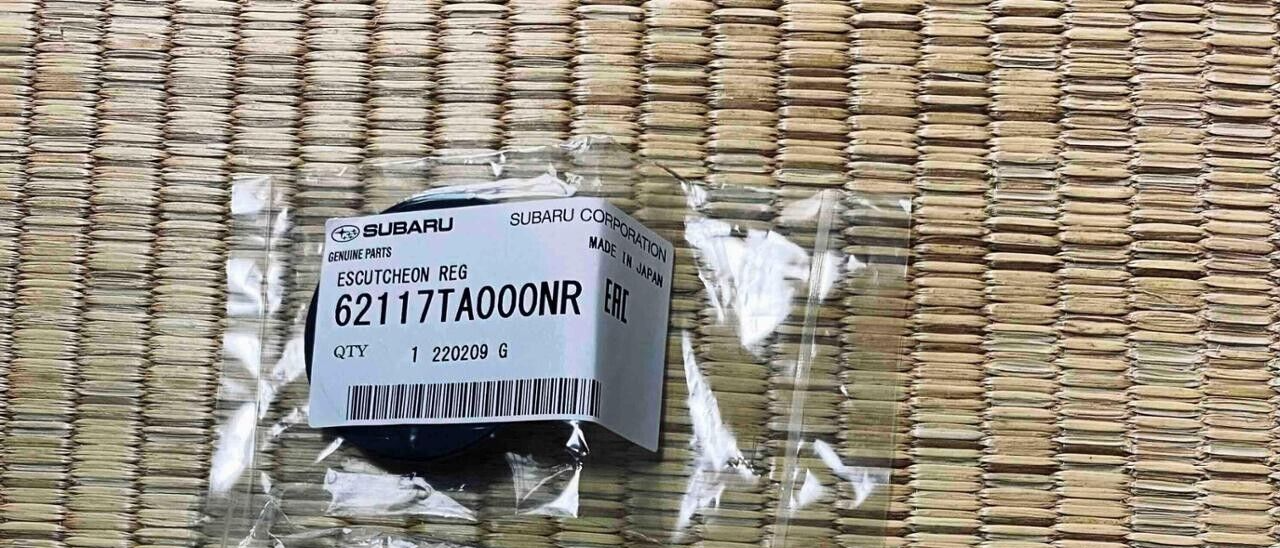 SUBARU SUBARU CORPORATION
GENUINE PARTS MADE IN JAPAN
ESCUTCHEON REG
62117TA000NR EAC
QTY 1 220209 G